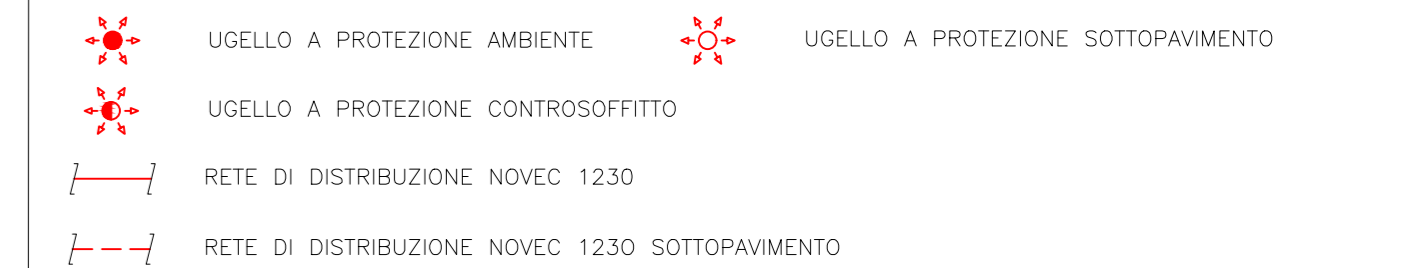 UGELLO A PROTEZIONE AMBIENTE
UGELLO A PROTEZIONE SOTTOPAVIMENTO
UGELLO A PROTEZIONE CONTROSOFFITTO
RETE DI DISTRIBUZIONE NOVEC 1230
RETE DI DISTRIBUZIONE NOVEC 1230 SOTTOPAVIMENTO